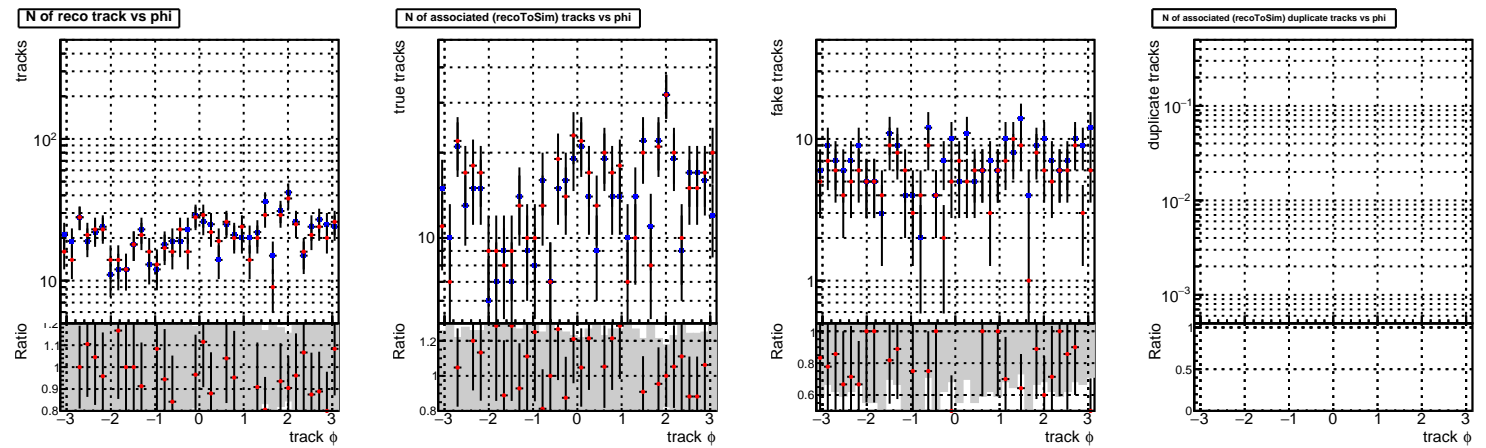 N of reco track vs phi
tracks
10²
10
Ratio
1.2
1.1
1
0.9
0.8
−3 −2 −1 0 1 2 3
track ϕ
N of associated (recoToSim) tracks vs phi
true tracks
10
Ratio
1.2
1
0.8
−3 −2 −1 0 1 2 3
track ϕ
fake tracks
10
1
Ratio
1
0.8
0.6
−3 −2 −1 0 1 2 3
track ϕ
N of associated (recoToSim) duplicate tracks vs phi
duplicate tracks
10⁻¹
10⁻²
10⁻³
Ratio
1
0.5
0
−3 −2 −1 0 1 2 3
track ϕ